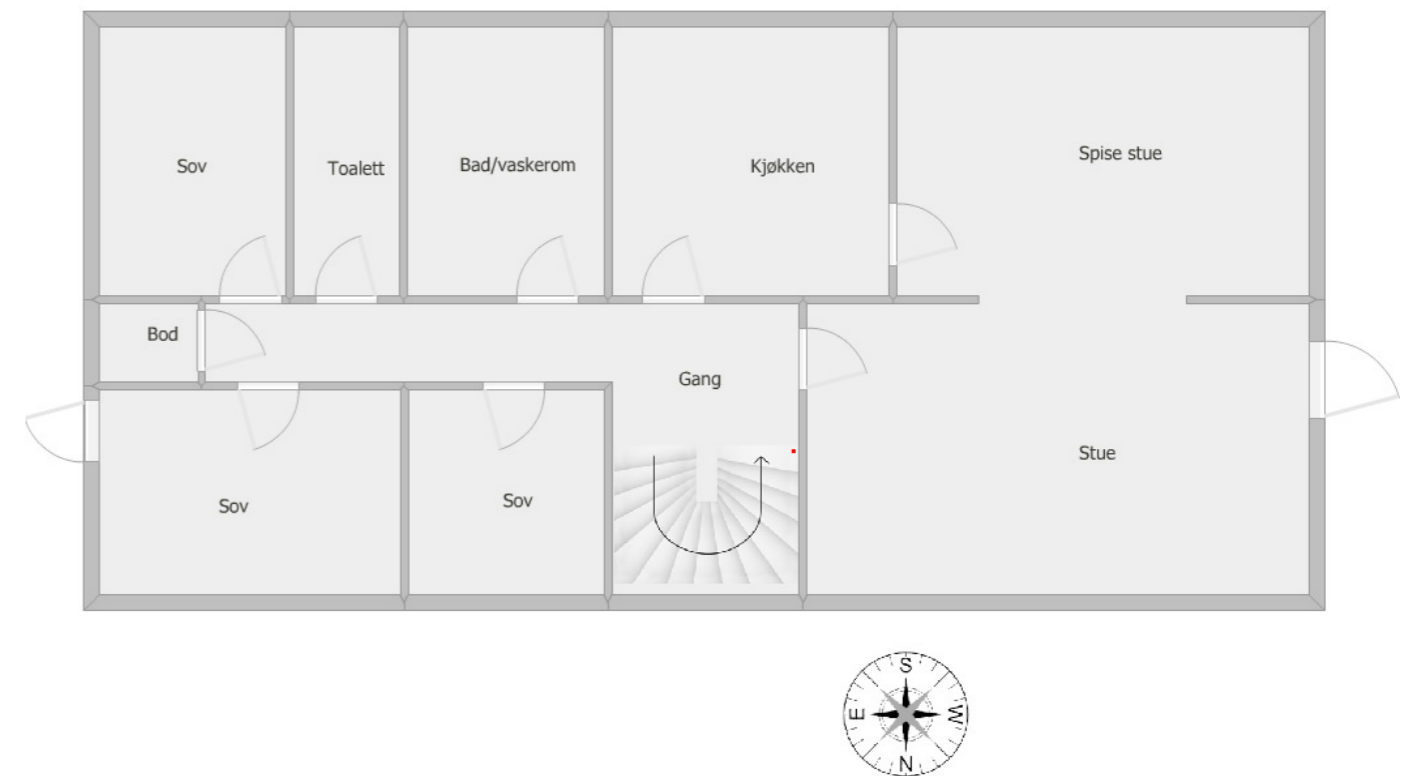 Sov
Toalett
Bad/vaskerom
Kjøkken
Spise stue
Bod
Gang
Stue
Sov
Sov
S
E
W
N